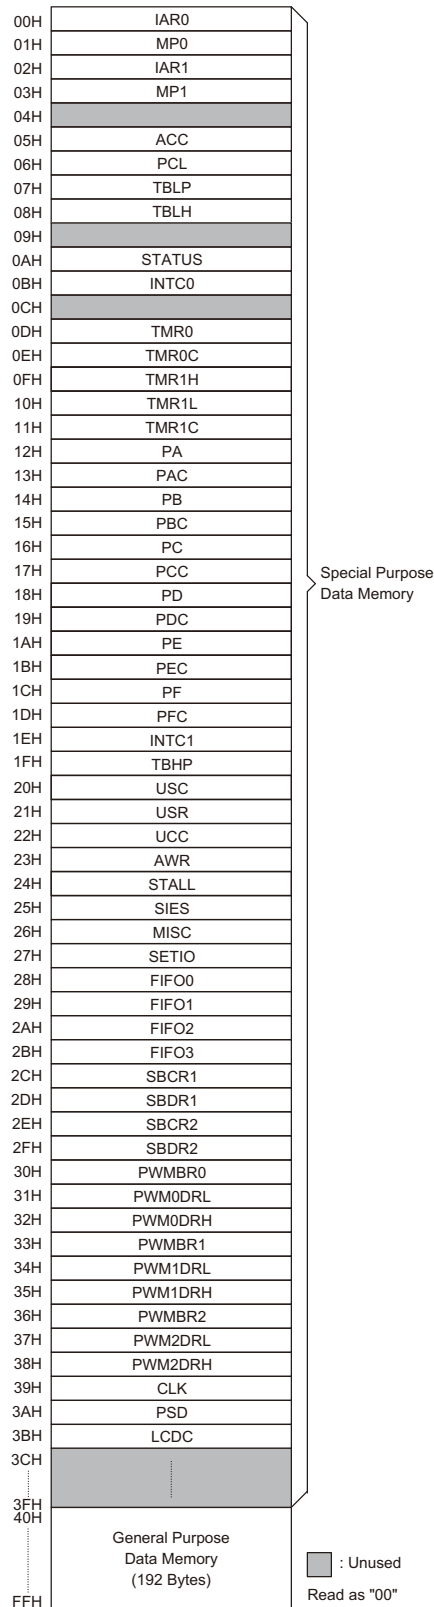 00H IAR0
01H MP0
02H IAR1
03H MP1
04H
05H ACC
06H PCL
07H TBLP
08H TBLH
09H
0AH STATUS
0BH INTC0
0CH
0DH TMR0
0EH TMR0C
0FH TMR1H
10H TMR1L
11H TMR1C
12H PA
13H PAC
14H PB
15H PBC
16H PC
17H PCC
18H PD
19H PDC
1AH PE
1BH PEC
1CH PF
1DH PFC
1EH INTC1
1FH TBHP
20H USC
21H USR
22H UCC
23H AWR
24H STALL
25H SIES
26H MISC
27H SETIO
28H FIFO0
29H FIFO1
2AH FIFO2
2BH FIFO3
2CH SBCR1
2DH SBDR1
2EH SBCR2
2FH SBDR2
30H PWMBR0
31H PWM0DRL
32H PWM0DRH
33H PWMBR1
34H PWM1DRL
35H PWM1DRH
36H PWMBR2
37H PWM2DRL
38H PWM2DRH
39H CLK
3AH PSD
3BH LCDC
3CH
3FH
40H
FFH
General Purpose
Data Memory
(192 Bytes)
Special Purpose
Data Memory
: Unused
Read as "00"